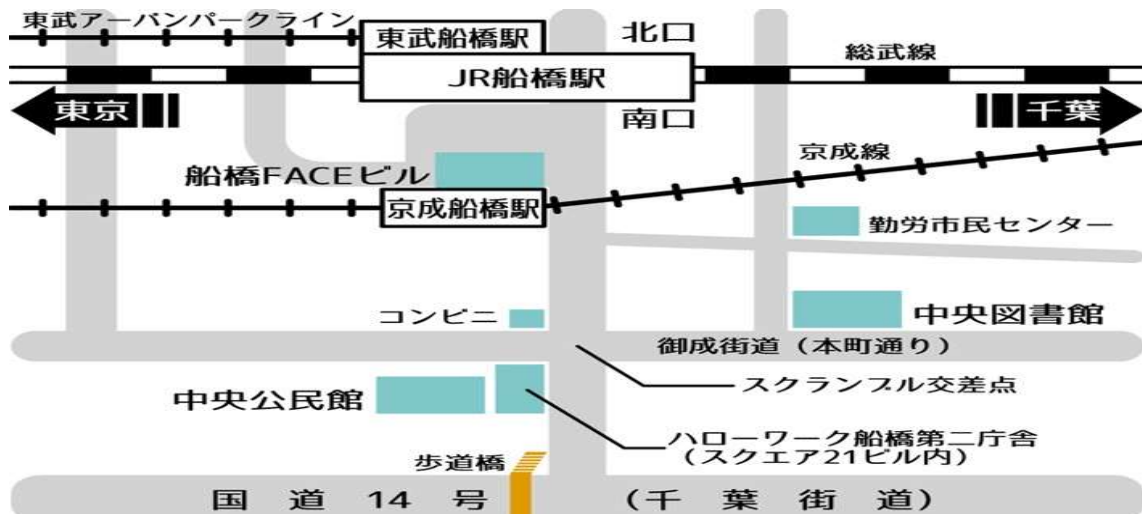 東武アーバンパークライン
東武船橋駅
北口
JR船橋駅
総武線
東京
南口
千葉
京成線
船橋FACEビル
京成船橋駅
勤労市民センター
コンビニ
中央図書館
御成街道（本町通り）
スクランブル交差点
中央公民館
ハローワーク船橋第二庁舎
（スクエア21ビル内）
歩道橋
国道14号（千葉街道）